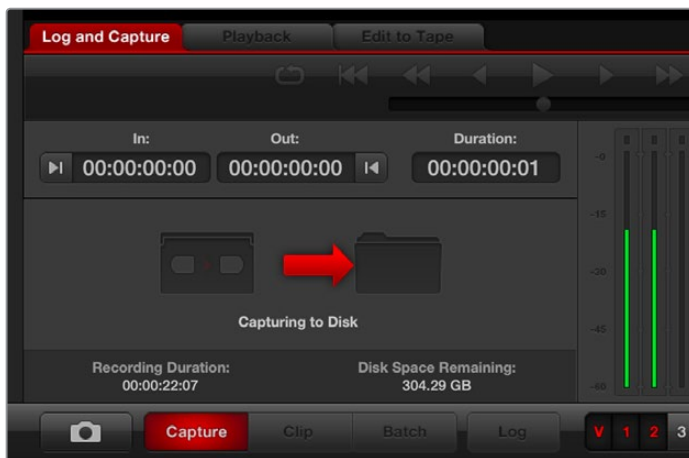 Log and Capture Playback Edit to Tape
In: Out: Duration:
00:00:00:00 00:00:00:00 00:00:00:01
-0
-15
-30
-45
-60
Capturing to Disk
Recording Duration: Disk Space Remaining:
00:00:22:07 304.29 GB
Capture Clip Batch Log V 1 2 3